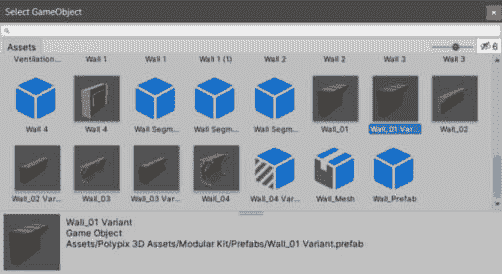 Select GameObject
Assets
6
Ventilation... Wall 1 Wall 1 Wall 1 (1) Wall 2 Wall 2 Wall 3 Wall 3
Wall 4 Wall 4 Wall Segm... Wall Segm... Wall Segm... Wall_01 Wall_01 Var... Wall_02
Wall_02 Var... Wall_03 Wall_03 Var... Wall_04 Wall_04 Var... Wall_Mesh Wall_Prefab
Wall_01 Variant
Game Object
Assets/Polypix 3D Assets/Modular Kit/Prefabs/Wall_01 Variant.prefab